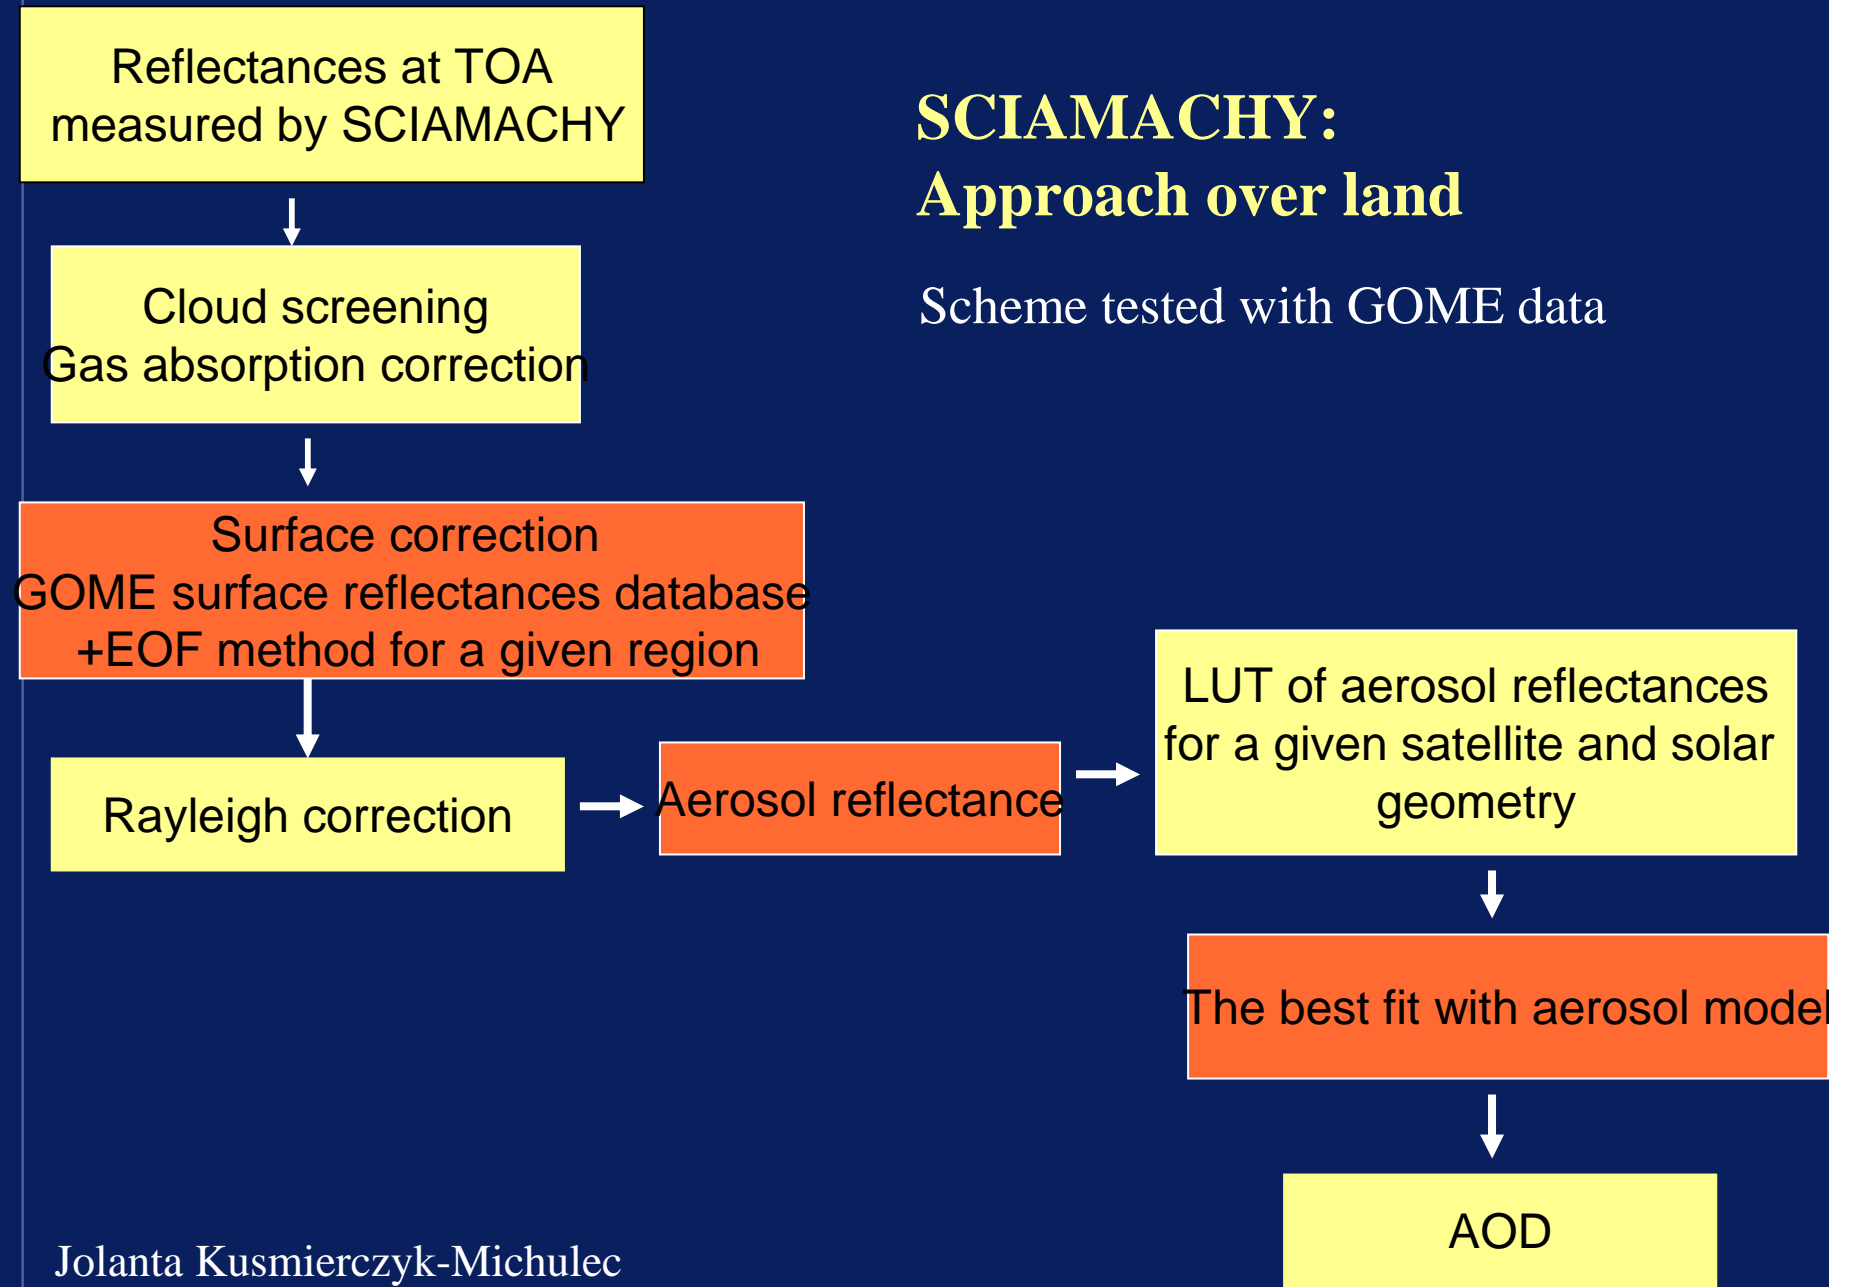 Reflectances at TOA
measured by SCIAMACHY
SCIAMACHY:
Approach over land
Scheme tested with GOME data
Cloud screening
Gas absorption correction
Surface correction
GOME surface reflectances database
+EOF method for a given region
Rayleigh correction
Aerosol reflectance
LUT of aerosol reflectances
for a given satellite and solar
geometry
The best fit with aerosol model
AOD
Jolanta Kusmierczyk-Michulec